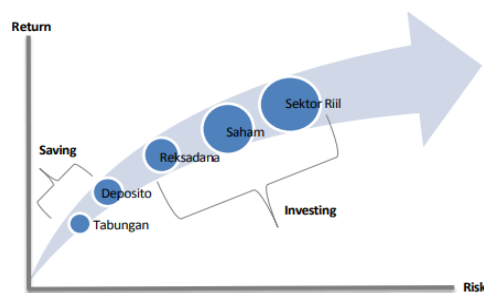 Return
Sektor Riil
Saham
Saving
Reksadana
Deposito
Investing
Tabungan
Risk